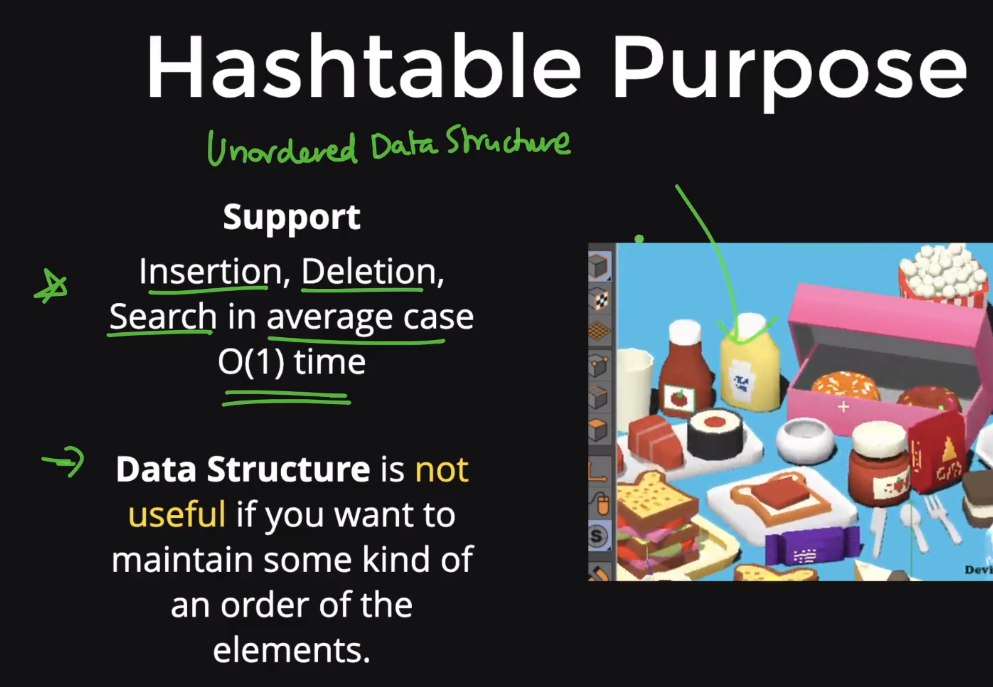 Hashtable Purpose
Unordered Data Structure
Support
Insertion, Deletion,
Search in average case
O(1) time
Data Structure is not
useful if you want to
maintain some kind of
an order of the
elements.
S
Devi